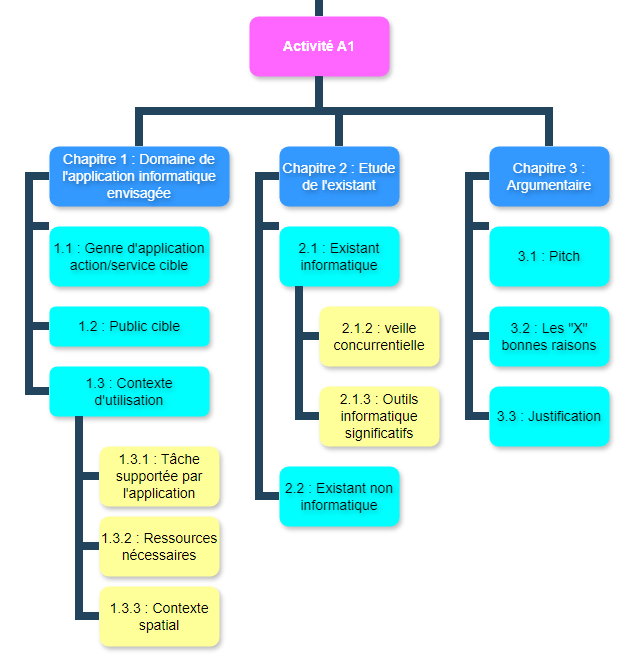 Activité A1
Chapitre 1 : Domaine de
l'application informatique
envisagée
1.1 : Genre d'application
action/service cible
1.2 : Public cible
1.3 : Contexte
d'utilisation
1.3.1 : Tâche
supportée par
l'application
1.3.2 : Ressources
nécessaires
1.3.3 : Contexte
spatial
Chapitre 2 : Etude
de l'existant
2.1 : Existant
informatique
2.1.2 : veille
concurrentielle
2.1.3 : Outils
informatique
significatifs
2.2 : Existant non
informatique
Chapitre 3 :
Argumentaire
3.1 : Pitch
3.2 : Les "X"
bonnes raisons
3.3 : Justification